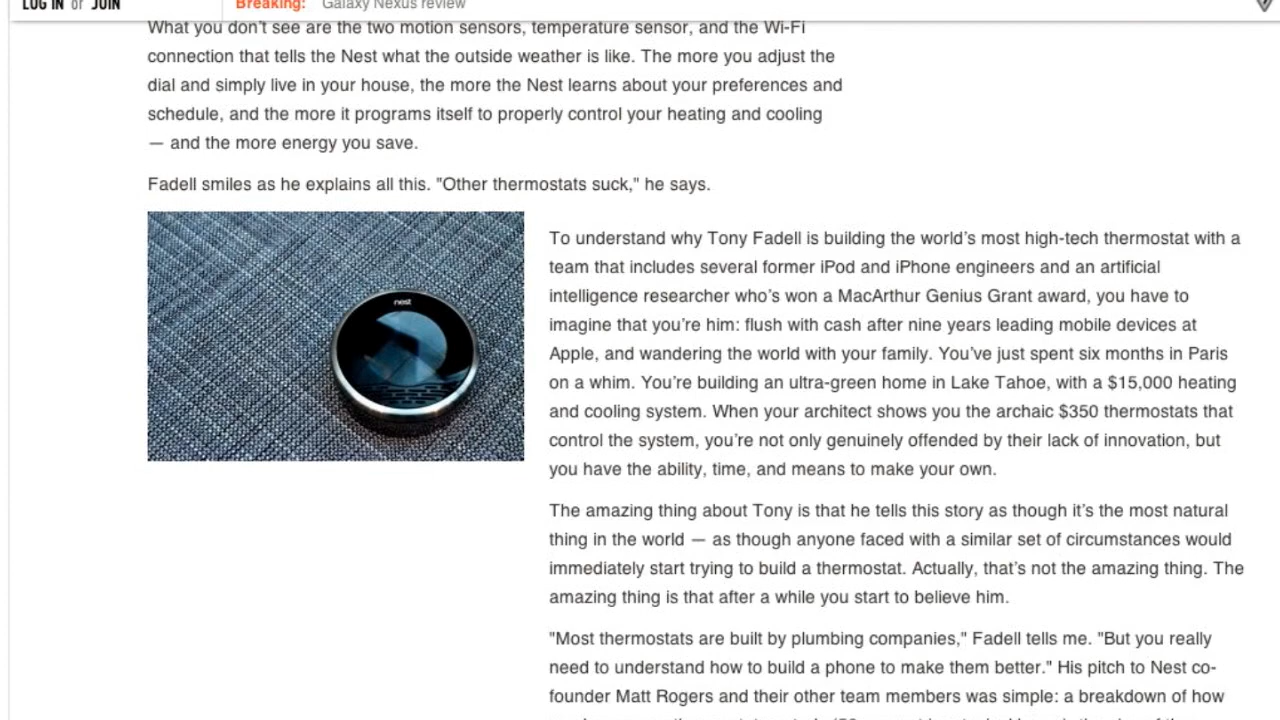 LOG IN or JOIN
Breaking: Galaxy Nexus review
What you don't see are the two motion sensors, temperature sensor, and the Wi-Fi
connection that tells the Nest what the outside weather is like. The more you adjust the
dial and simply live in your house, the more the Nest learns about your preferences and
schedule, and the more it programs itself to properly control your heating and cooling
— and the more energy you save.
Fadell smiles as he explains all this. "Other thermostats suck," he says.
nest
To understand why Tony Fadell is building the world's most high-tech thermostat with a
team that includes several former iPod and iPhone engineers and an artificial
intelligence researcher who's won a MacArthur Genius Grant award, you have to
imagine that you're him: flush with cash after nine years leading mobile devices at
Apple, and wandering the world with your family. You've just spent six months in Paris
on a whim. You're building an ultra-green home in Lake Tahoe, with a $15,000 heating
and cooling system. When your architect shows you the archaic $350 thermostats that
control the system, you're not only genuinely offended by their lack of innovation, but
you have the ability, time, and means to make your own.
The amazing thing about Tony is that he tells this story as though it's the most natural
thing in the world — as though anyone faced with a similar set of circumstances would
immediately start trying to build a thermostat. Actually, that's not the amazing thing. The
amazing thing is that after a while you start to believe him.
"Most thermostats are built by plumbing companies," Fadell tells me. "But you really
need to understand how to build a phone to make them better." His pitch to Nest co-
founder Matt Rogers and their other team members was simple: a breakdown of how